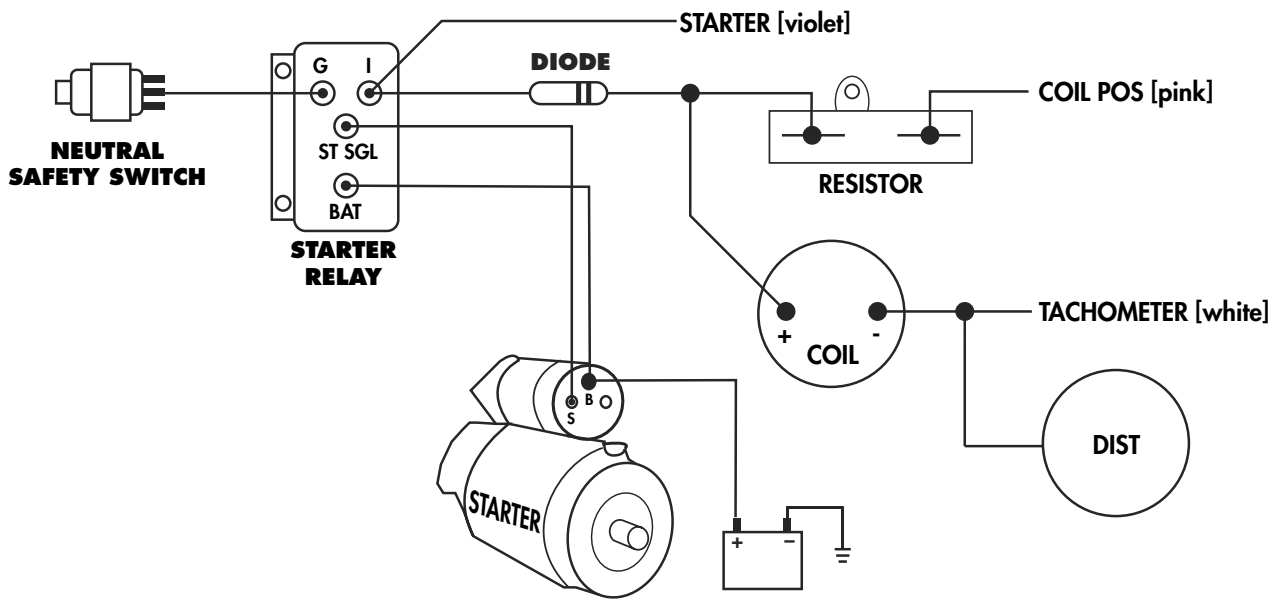 STARTER [violet]
G I
DIODE
COIL POS [pink]
NEUTRAL
SAFETY SWITCH
ST SGL
BAT
RESISTOR
STARTER
RELAY
TACHOMETER [white]
+ -
COIL
B
S
DIST
STARTER
+ −